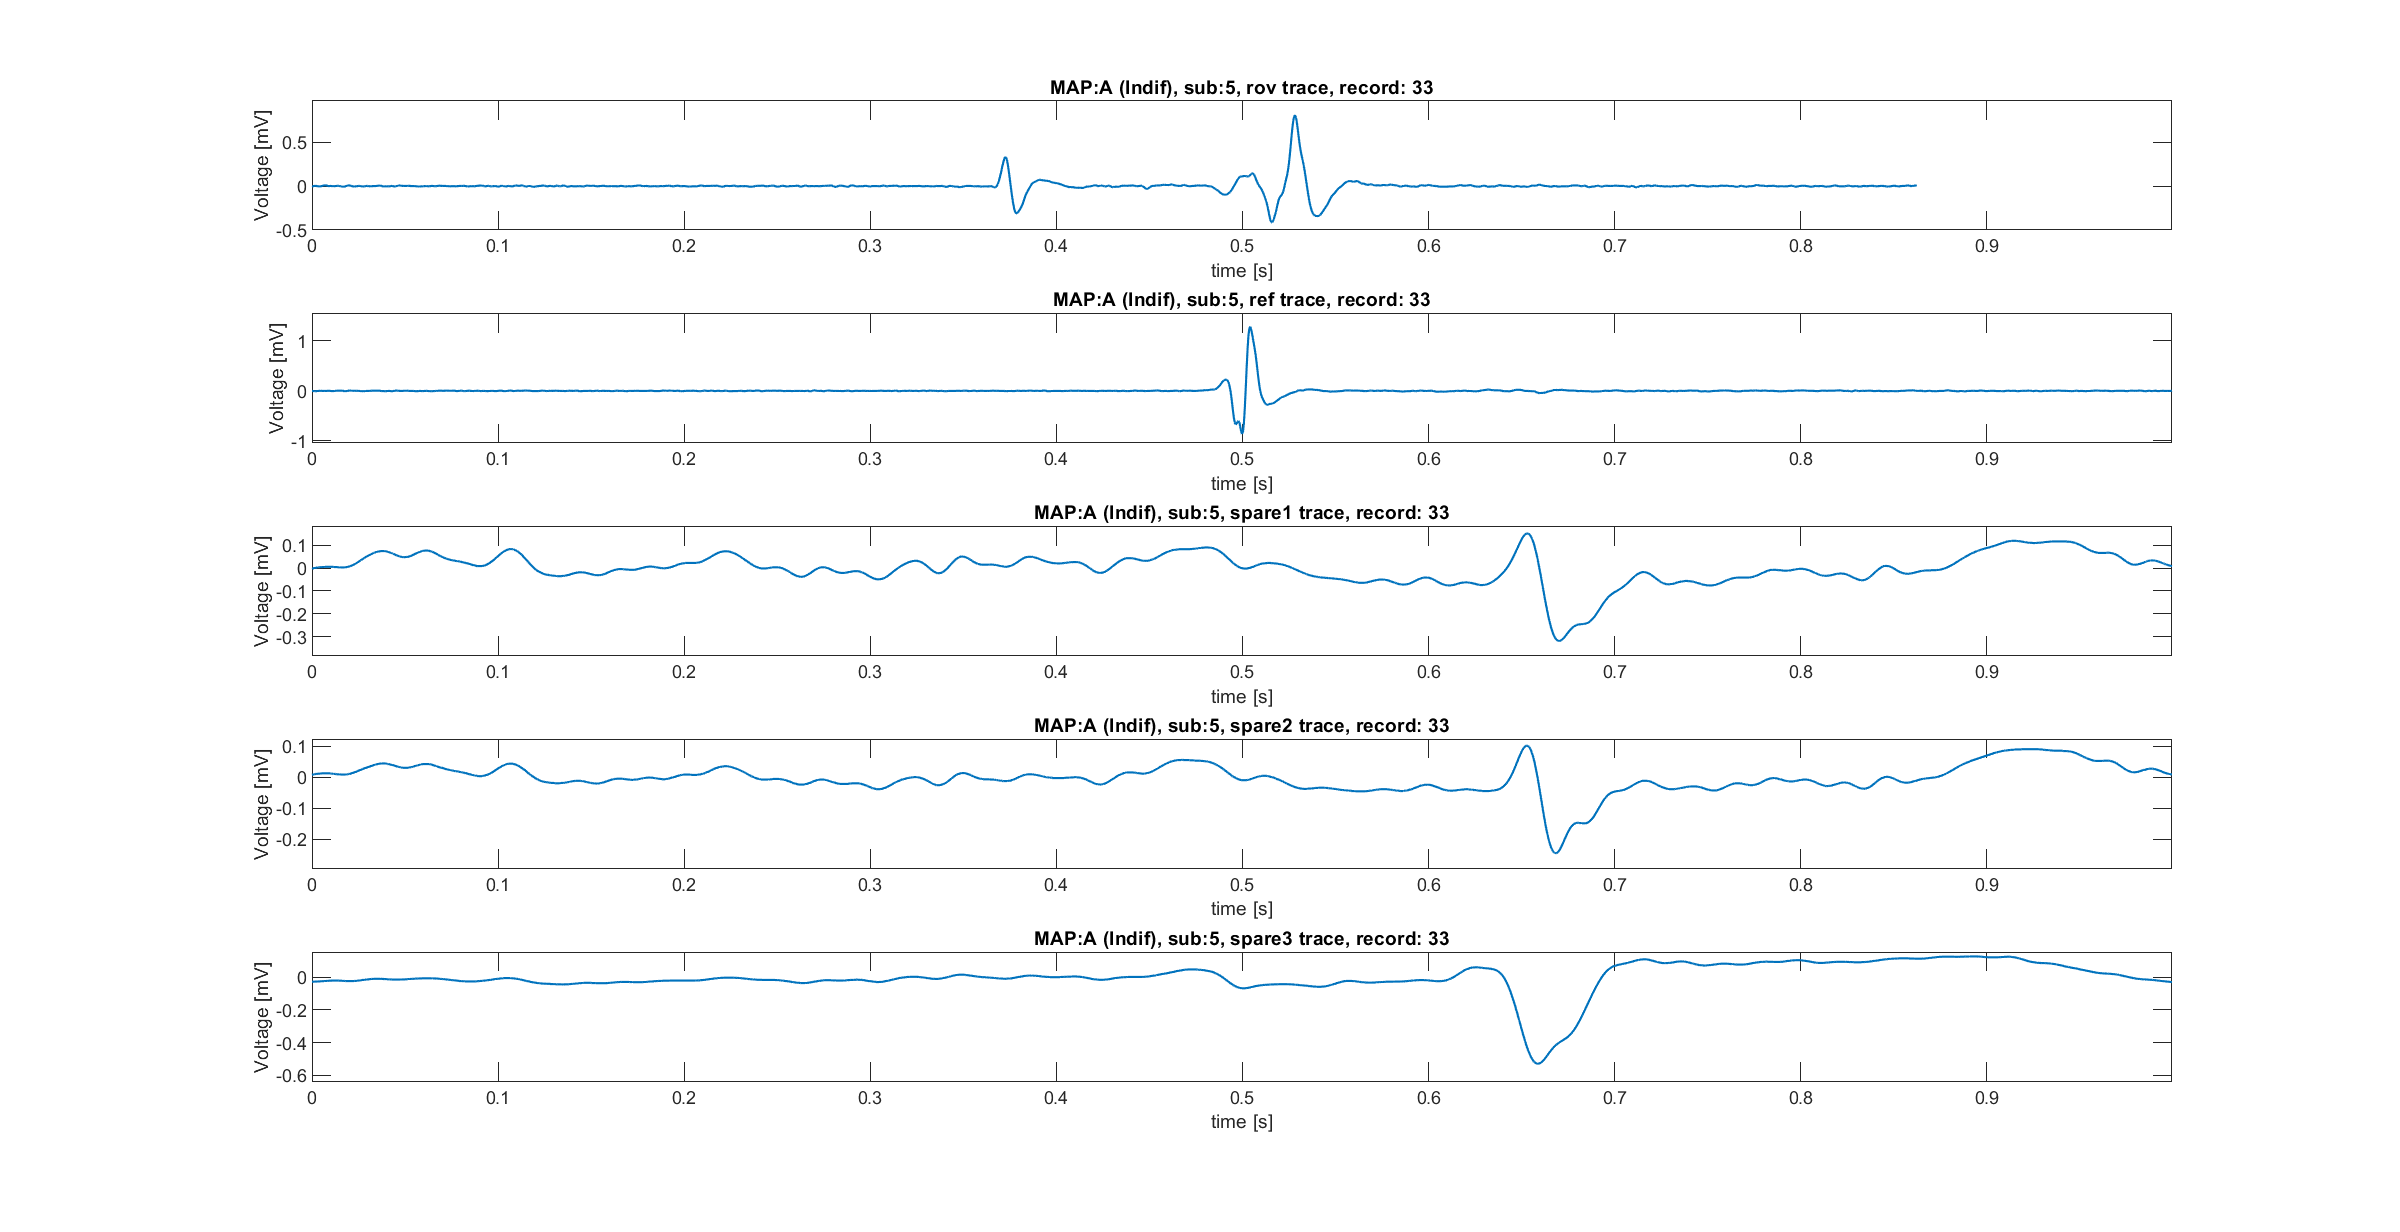 MAP:A (Indif), sub:5, rov trace, record: 33
Voltage [mV]
0.5
0
-0.5
0 0.1 0.2 0.3 0.4 0.5 0.6 0.7 0.8 0.9
time [s]
MAP:A (Indif), sub:5, ref trace, record: 33
Voltage [mV]
1
0
-1
0 0.1 0.2 0.3 0.4 0.5 0.6 0.7 0.8 0.9
time [s]
MAP:A (Indif), sub:5, spare1 trace, record: 33
Voltage [mV]
0.1
0
-0.1
-0.2
-0.3
0 0.1 0.2 0.3 0.4 0.5 0.6 0.7 0.8 0.9
time [s]
MAP:A (Indif), sub:5, spare2 trace, record: 33
Voltage [mV]
0.1
0
-0.1
-0.2
0 0.1 0.2 0.3 0.4 0.5 0.6 0.7 0.8 0.9
time [s]
MAP:A (Indif), sub:5, spare3 trace, record: 33
Voltage [mV]
0
-0.2
-0.4
-0.6
0 0.1 0.2 0.3 0.4 0.5 0.6 0.7 0.8 0.9
time [s]